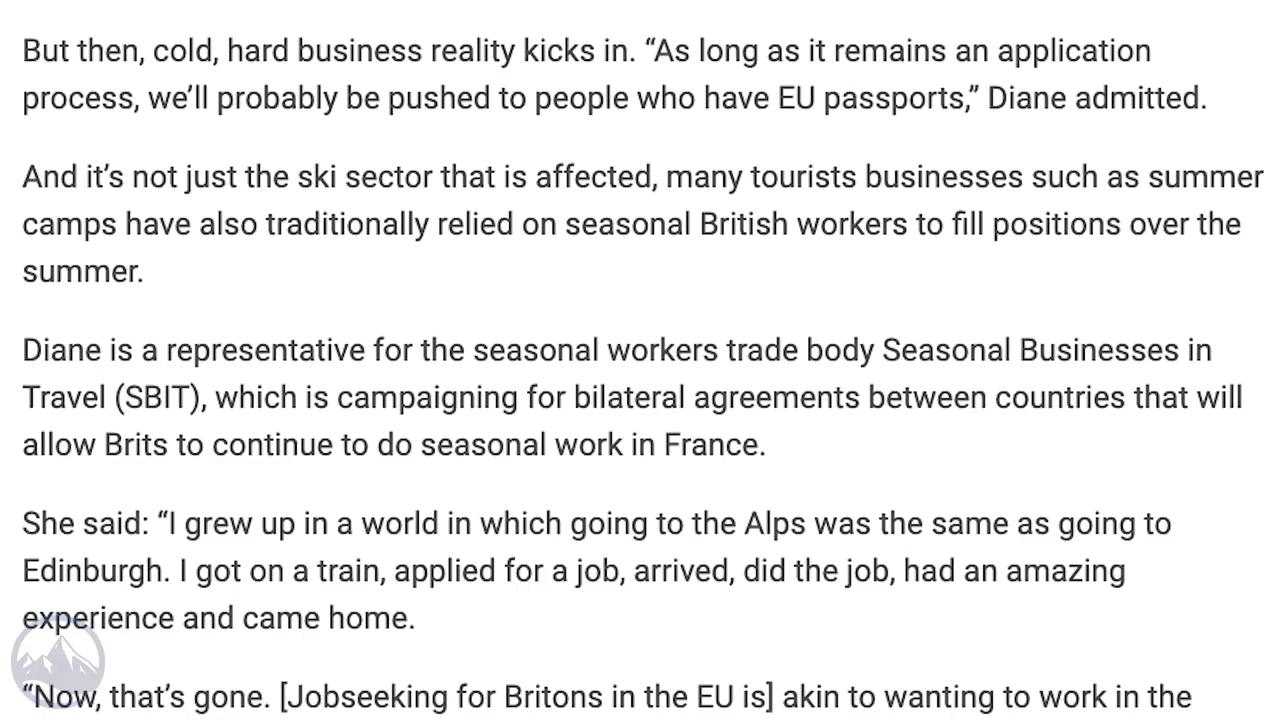 But then, cold, hard business reality kicks in. “As long as it remains an application
process, we’ll probably be pushed to people who have EU passports,” Diane admitted.
And it’s not just the ski sector that is affected, many tourists businesses such as summer
camps have also traditionally relied on seasonal British workers to fill positions over the
summer.
Diane is a representative for the seasonal workers trade body Seasonal Businesses in
Travel (SBIT), which is campaigning for bilateral agreements between countries that will
allow Brits to continue to do seasonal work in France.
She said: “I grew up in a world in which going to the Alps was the same as going to
Edinburgh. I got on a train, applied for a job, arrived, did the job, had an amazing
experience and came home.
“Now, that’s gone. [Jobseeking for Britons in the EU is] akin to wanting to work in the